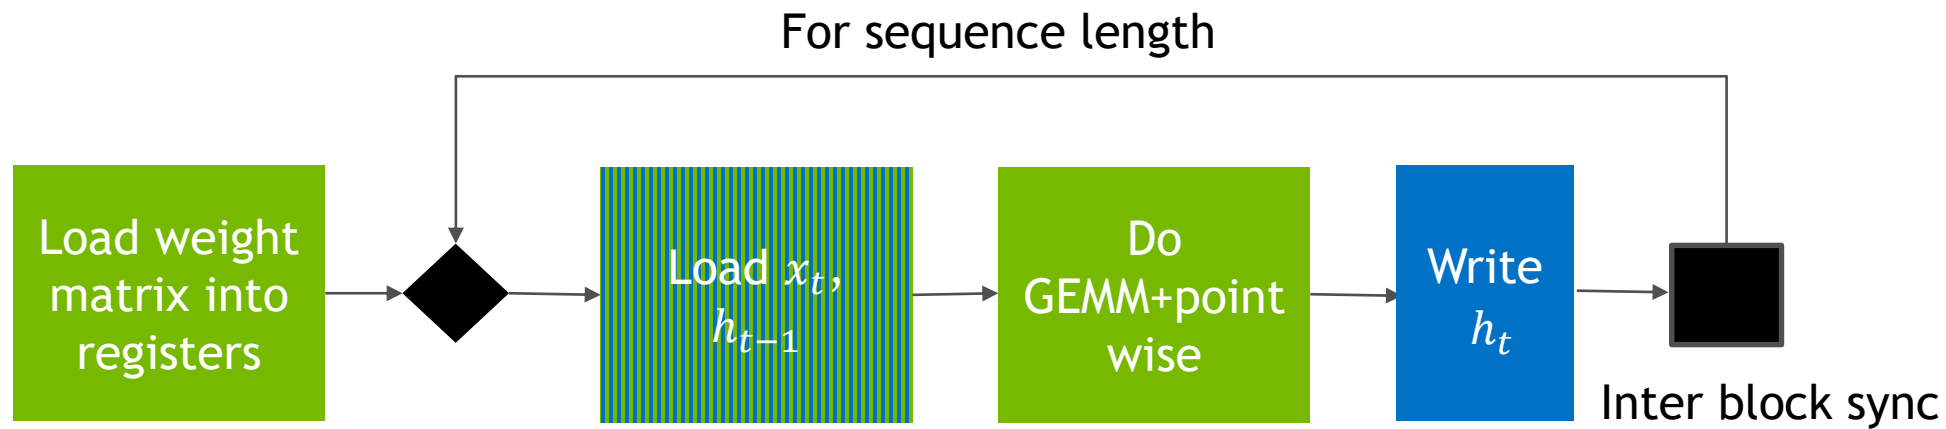 For sequence length
Load weight
matrix into
registers
Load xₜ,
hₜ₋₁
Do
GEMM+point
wise
Write
hₜ
Inter block sync